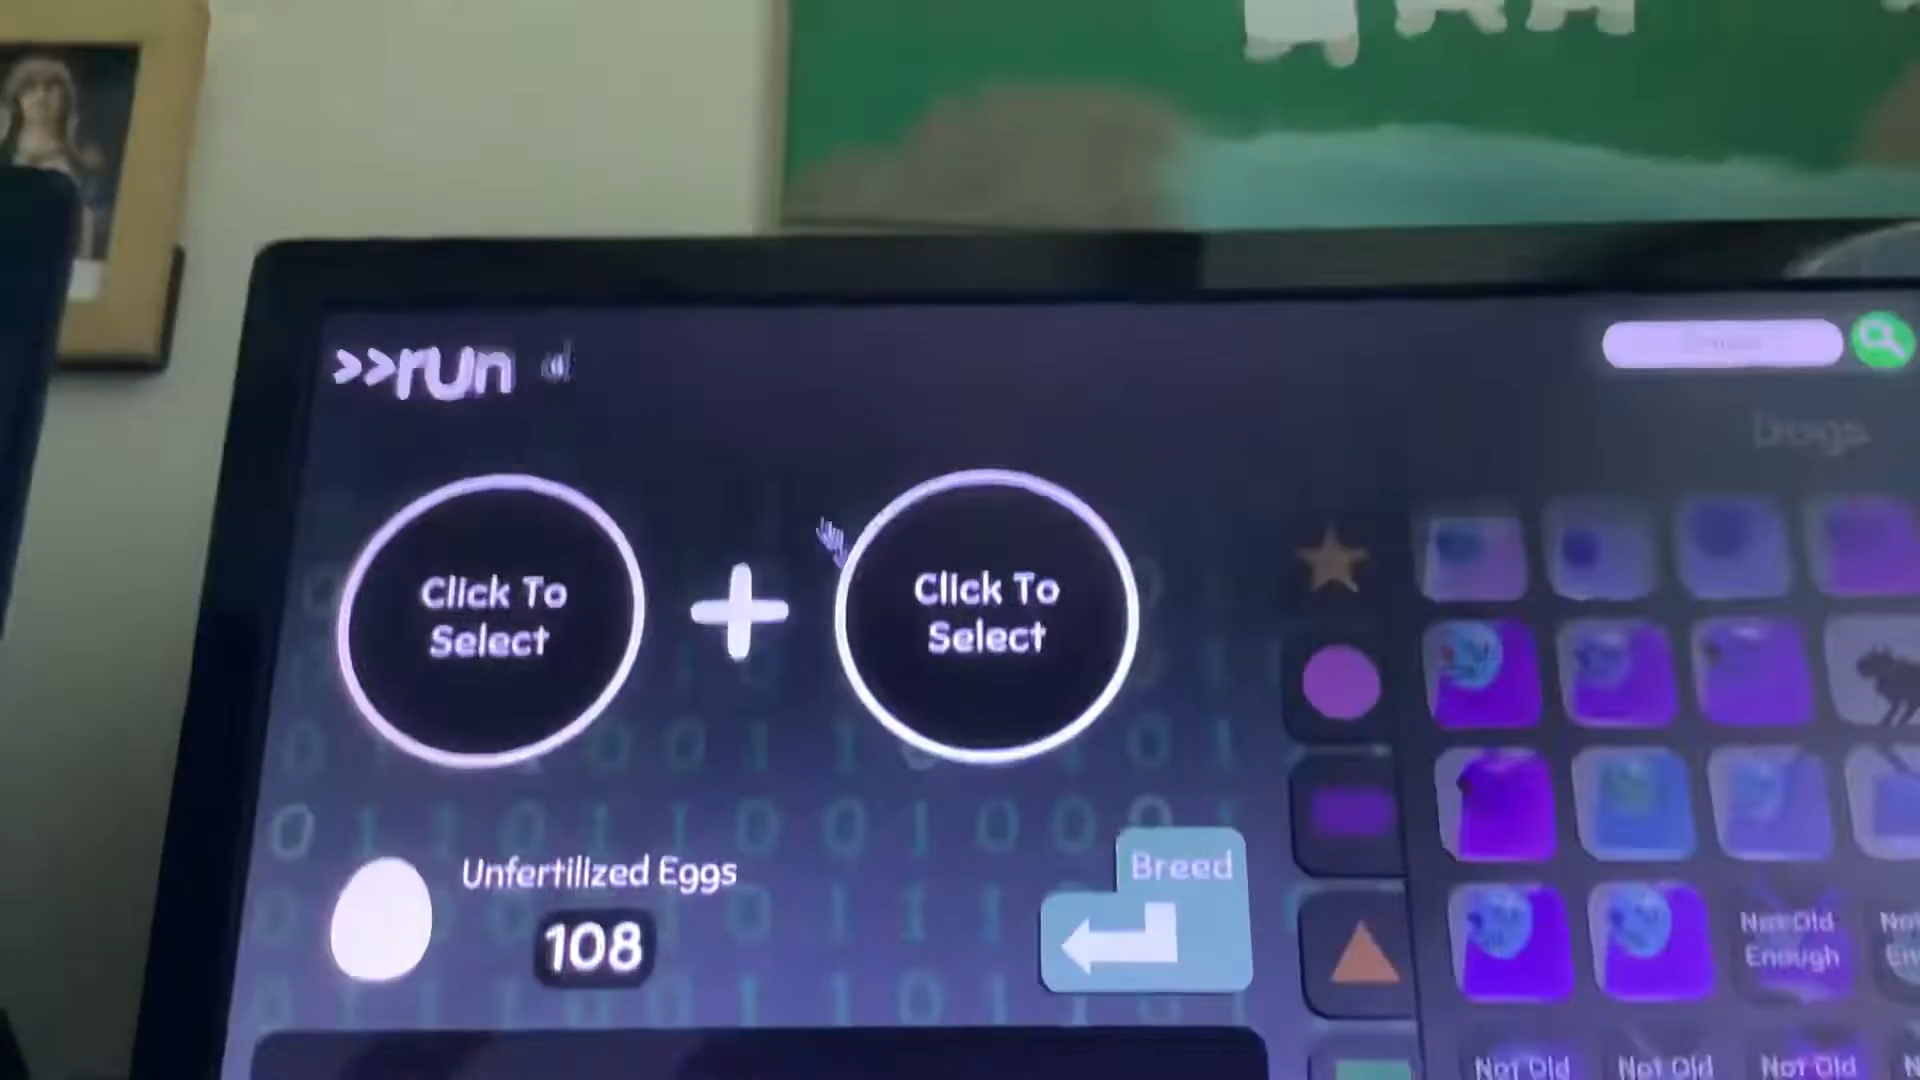 >>run
Dogs
Click To
Select
Click To
Select
Unfertilized Eggs
108
Breed
Not Old
Enough
Not Old
Not Old
Not Old